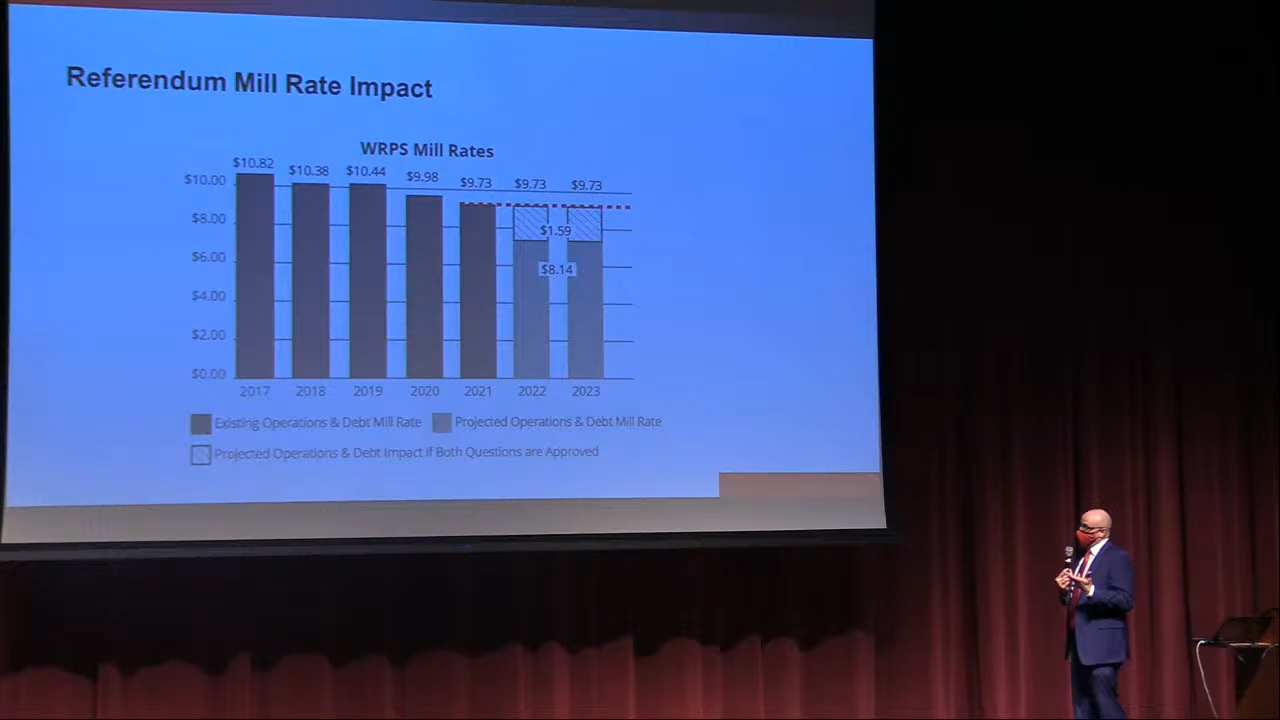 Referendum Mill Rate Impact
WRPS Mill Rates
$10.82 $10.38 $10.44 $9.98 $9.73 $9.73 $9.73
$10.00
$8.00
$1.59
$6.00
$8.14
$4.00
$2.00
$0.00
2017 2018 2019 2020 2021 2022 2023
Existing Operations & Debt Mill Rate Projected Operations & Debt Mill Rate
Projected Operations & Debt Impact if Both Questions are Approved